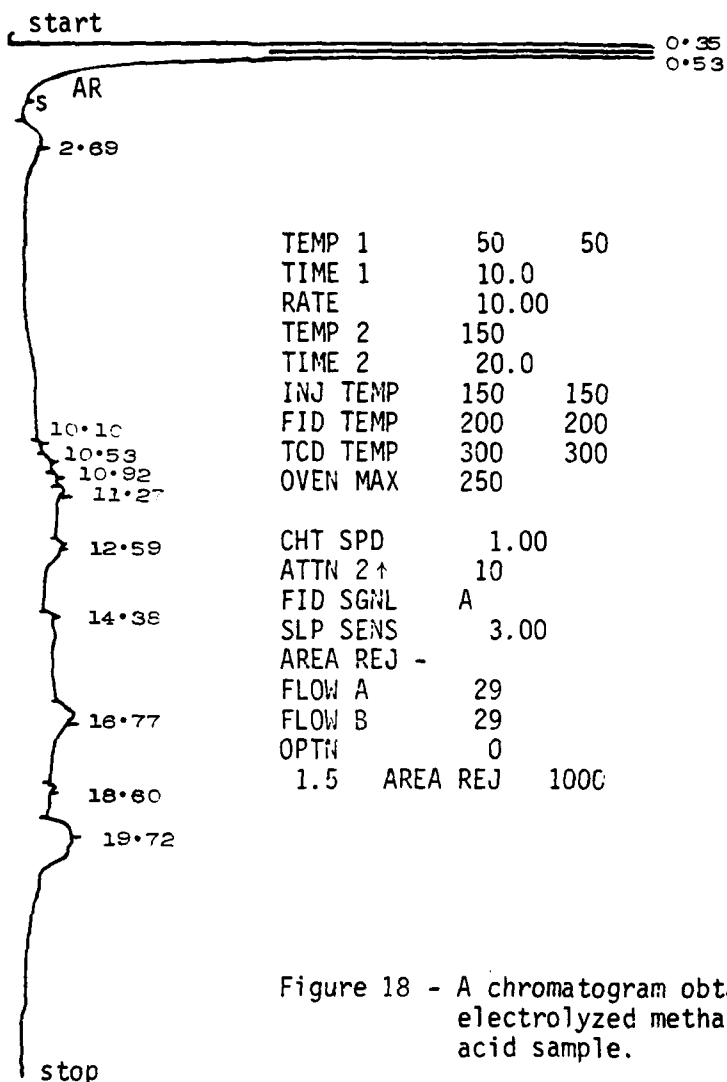 start
0.35
0.53
AR
S
2.69
TEMP 1 50 50
TIME 1 10.0
RATE 10.00
TEMP 2 150
TIME 2 20.0
INJ TEMP 150 150
FID TEMP 200 200
TCD TEMP 300 300
OVEN MAX 250
10.10
10.53
10.92
11.27
12.59
14.38
16.77
18.60
19.72
CHT SPD 1.00
ATTN 2↑ 10
FID SGNL A
SLP SENS 3.00
AREA REJ -
FLOW A 29
FLOW B 29
OPTN 0
1.5 AREA REJ 1000
Figure 18 - A chromatogram obt
electrolyzed metha
acid sample.
stop